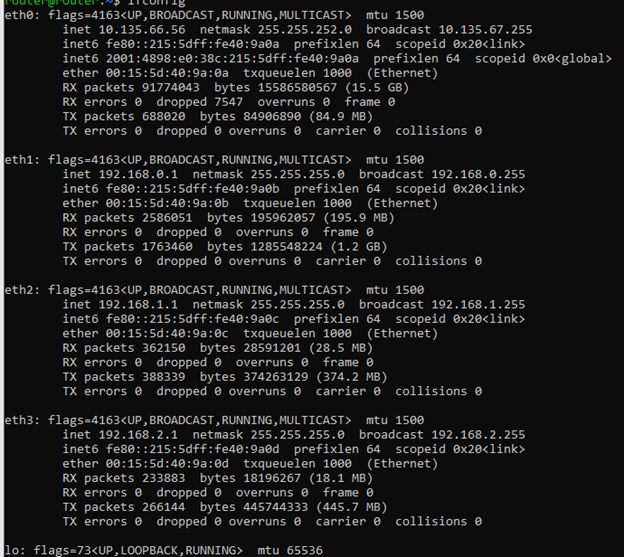 router@router:~$ ifconfig
eth0: flags=4163<UP,BROADCAST,RUNNING,MULTICAST>  mtu 1500
        inet 10.135.66.56  netmask 255.255.252.0  broadcast 10.135.67.255
        inet6 fe80::215:5dff:fe40:9a0a  prefixlen 64  scopeid 0x20<link>
        inet6 2001:4898:e0:38c:215:5dff:fe40:9a0a  prefixlen 64  scopeid 0x0<global>
        ether 00:15:5d:40:9a:0a  txqueuelen 1000  (Ethernet)
        RX packets 91774043  bytes 15586580567 (15.5 GB)
        RX errors 0  dropped 7547  overruns 0  frame 0
        TX packets 688020  bytes 84906890 (84.9 MB)
        TX errors 0  dropped 0 overruns 0  carrier 0  collisions 0

eth1: flags=4163<UP,BROADCAST,RUNNING,MULTICAST>  mtu 1500
        inet 192.168.0.1  netmask 255.255.255.0  broadcast 192.168.0.255
        inet6 fe80::215:5dff:fe40:9a0b  prefixlen 64  scopeid 0x20<link>
        ether 00:15:5d:40:9a:0b  txqueuelen 1000  (Ethernet)
        RX packets 2586051  bytes 195962057 (195.9 MB)
        RX errors 0  dropped 0  overruns 0  frame 0
        TX packets 1763460  bytes 1285548224 (1.2 GB)
        TX errors 0  dropped 0 overruns 0  carrier 0  collisions 0

eth2: flags=4163<UP,BROADCAST,RUNNING,MULTICAST>  mtu 1500
        inet 192.168.1.1  netmask 255.255.255.0  broadcast 192.168.1.255
        inet6 fe80::215:5dff:fe40:9a0c  prefixlen 64  scopeid 0x20<link>
        ether 00:15:5d:40:9a:0c  txqueuelen 1000  (Ethernet)
        RX packets 362150  bytes 28591201 (28.5 MB)
        RX errors 0  dropped 0  overruns 0  frame 0
        TX packets 388339  bytes 374263129 (374.2 MB)
        TX errors 0  dropped 0 overruns 0  carrier 0  collisions 0

eth3: flags=4163<UP,BROADCAST,RUNNING,MULTICAST>  mtu 1500
        inet 192.168.2.1  netmask 255.255.255.0  broadcast 192.168.2.255
        inet6 fe80::215:5dff:fe40:9a0d  prefixlen 64  scopeid 0x20<link>
        ether 00:15:5d:40:9a:0d  txqueuelen 1000  (Ethernet)
        RX packets 233883  bytes 18196267 (18.1 MB)
        RX errors 0  dropped 0  overruns 0  frame 0
        TX packets 266144  bytes 445744333 (445.7 MB)
        TX errors 0  dropped 0 overruns 0  carrier 0  collisions 0

lo: flags=73<UP,LOOPBACK,RUNNING>  mtu 65536